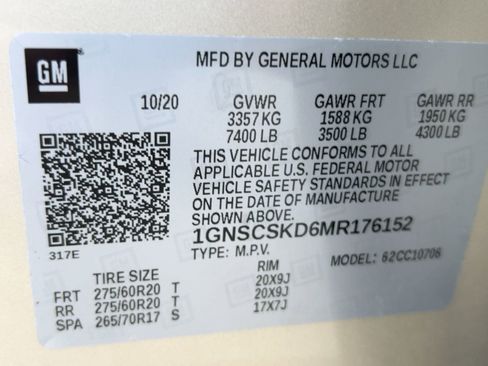 GM
MFD BY GENERAL MOTORS LLC
10/20 GVWR GAWR FRT GAWR RR
3357 KG 1588 KG 1950 KG
7400 LB 3500 LB 4300 LB
THIS VEHICLE CONFORMS TO ALL
APPLICABLE U.S. FEDERAL MOTOR
VEHICLE SAFETY STANDARDS IN EFFECT
ON THE DATE OF MANUFACTURE
SHOWN ABOVE.
317E
1GNSCSKD6MR176152
TYPE: M.P.V. MODEL: 62CC10706
TIRE SIZE RIM
FRT 275/60R20 T 20X9J
RR 275/60R20 T 20X9J
SPA 265/70R17 S 17X7J